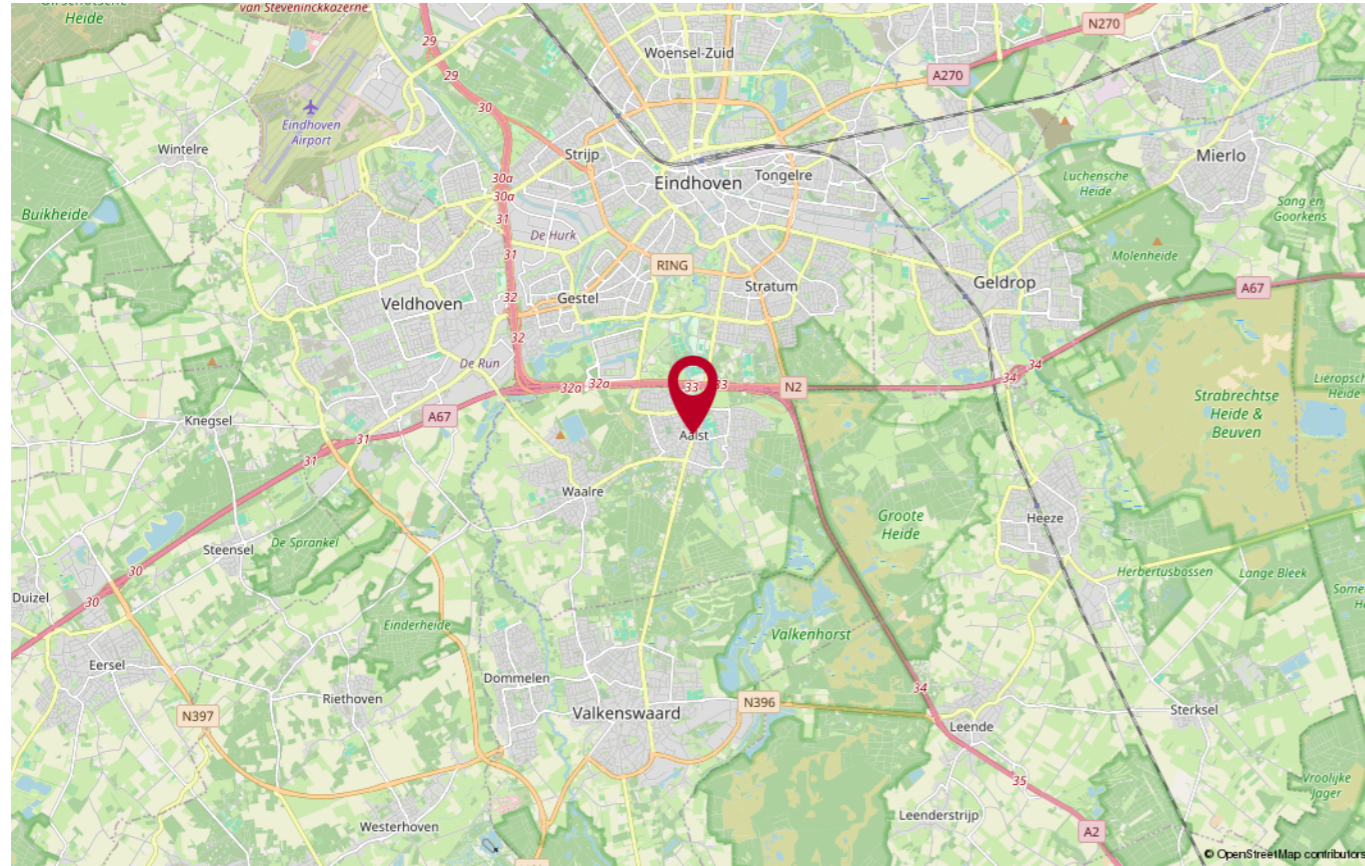 van Steveninckkazerne
Heide
29
N270
Woensel-Zuid
29
A270
30
Eindhoven
Airport
Wintelre
Strijp
Mierlo
Eindhoven
Tongelre
30a
Luchensche
Heide
30a
Buikheide
31
Sang en
Goorkens
De Hurk
31
Molenheide
RING
Geldrop
Stratum
A67
Veldhoven
32
Gestel
32
De Run
34
34
32a
32a
33
33
N2
Strabrechtse
Heide &
Beuven
Lieropsch
Heide
A67
Knegsel
31
Aalst
31
Waalre
Groote
Heide
Heeze
Steensel
De Sprankel
30
Herbertusbossen
Lange Bleek
Duizel
30
Einderheide
Valkenhorst
Eersel
Dommelen
34
Riethoven
N396
N397
Valkenswaard
Leende
Sterksel
35
Vroolijke
Jager
Leenderstrijp
Westerhoven
A2
© OpenStreetMap contributors